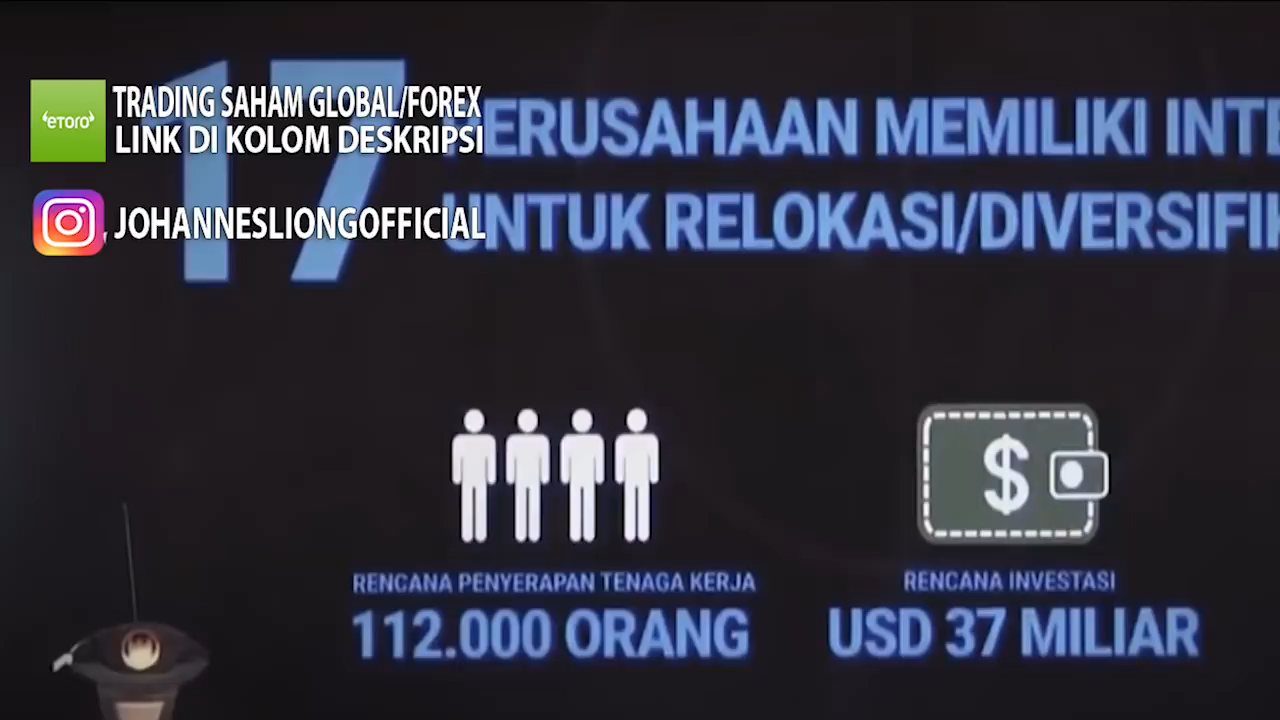 eTORO
TRADING SAHAM GLOBAL/FOREX
LINK DI KOLOM DESKRIPSI
JOHANNESLIONGOFFICIAL
17
ERUSAHAAN MEMILIKI INTE
UNTUK RELOKASI/DIVERSIFIK
$
RENCANA PENYERAPAN TENAGA KERJA
112.000 ORANG
RENCANA INVESTASI
USD 37 MILIAR